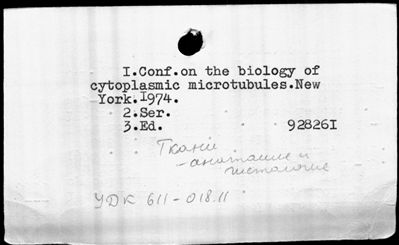 I.Conf.on the biology of
cytoplasmic microtubules.New
York.I974.
2.Ser.
3.Ed. 92826I
Ткани
- анатомия и
гистология
УДК 611-018.11